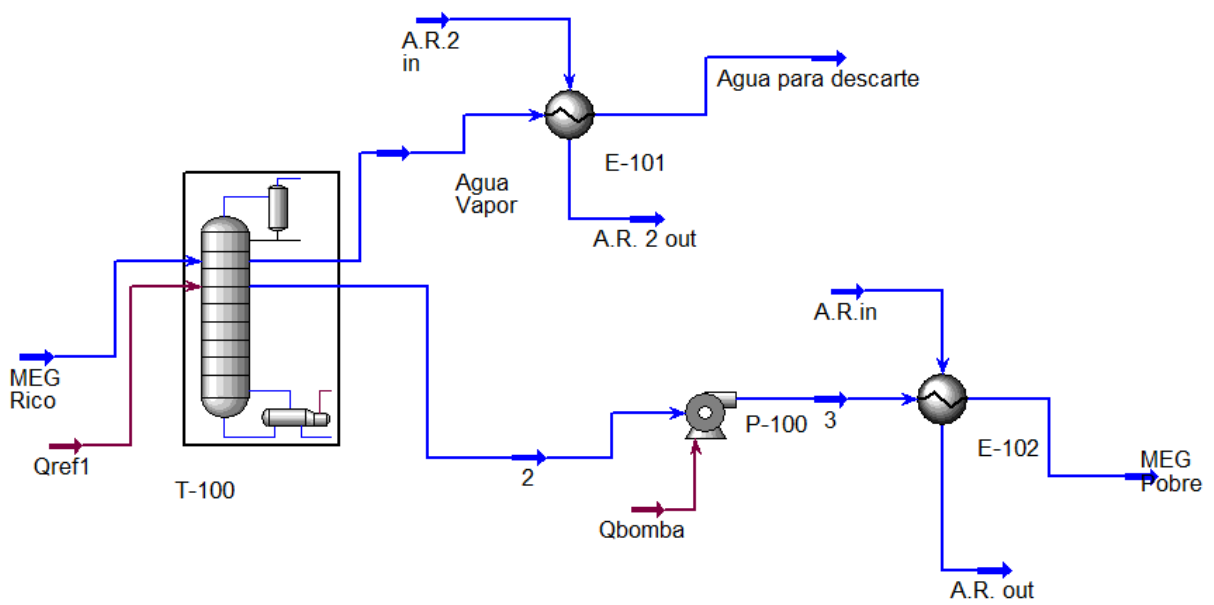 A.R.2
in
Agua para descarte
E-101
Agua
Vapor
A.R. 2 out
A.R.in
MEG
Rico
P-100
3
E-102
MEG
Pobre
Qref1
2
T-100
Qbomba
A.R. out